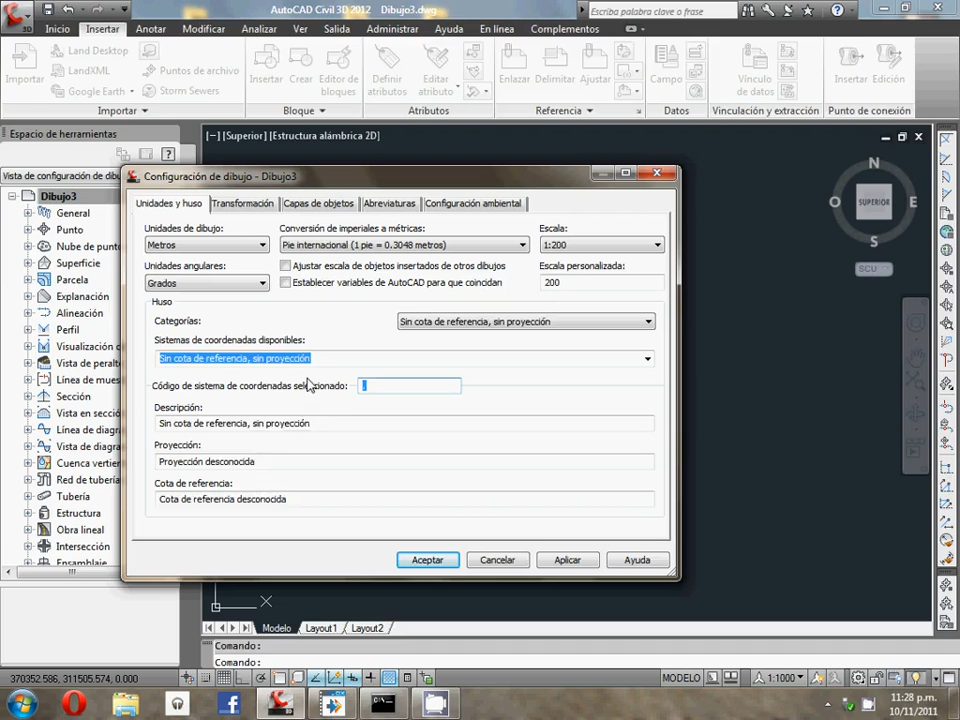 AutoCAD Civil 3D 2012 Dibujo3.dwg
Escriba palabra clave o frase
Inicio Insertar Anotar Modificar Analizar Ver Salida Administrar Ayuda En línea Complementos
Importar
Land Desktop
LandXML
Google Earth
Puntos de archivo
Storm Sewers
Insertar
Crear
Editor de bloques
Definir atributos
Editar atributos
Enlazar
Delimitar
Ajustar
Campo
Vínculo de datos
Insertar
Edición
Importar
Bloque
Atributos
Referencia
Datos
Vinculación y extracción
Punto de conexión
Espacio de herramientas
[−] [Superior] [Estructura alámbrica 2D]
Vista de configuración de dibuj
Dibujo3
General
Punto
Nube de punto
Superficie
Parcela
Explanación
Alineación
Perfil
Visualización
Vista de peralte
Línea de mues
Sección
Vista en secció
Línea de diagra
Vista de diagra
Cuenca vertier
Red de tubería
Tubería
Estructura
Obra lineal
Intersección
Ensamblaje
Configuración de dibujo - Dibujo3
Unidades y huso
Transformación
Capas de objetos
Abreviaturas
Configuración ambiental
Unidades de dibujo:
Conversión de imperiales a métricas:
Escala:
Metros
Pie internacional (1 pie = 0.3048 metros)
1:200
Unidades angulares:
Ajustar escala de objetos insertados de otros dibujos
Escala personalizada:
Grados
Establecer variables de AutoCAD para que coincidan
200
Huso
Categorías:
Sin cota de referencia, sin proyección
Sistemas de coordenadas disponibles:
Sin cota de referencia, sin proyección
Código de sistema de coordenadas seleccionado:
.
Descripción:
Sin cota de referencia, sin proyección
Proyección:
Proyección desconocida
Cota de referencia:
Cota de referencia desconocida
Aceptar
Cancelar
Aplicar
Ayuda
N
O
SUPERIOR
E
S
SCU
Modelo
Layout1
Layout2
Comando:
Comando:
370352.586, 311505.574, 0.000
MODELO
1:1000
11:28 p.m.
10/11/2011